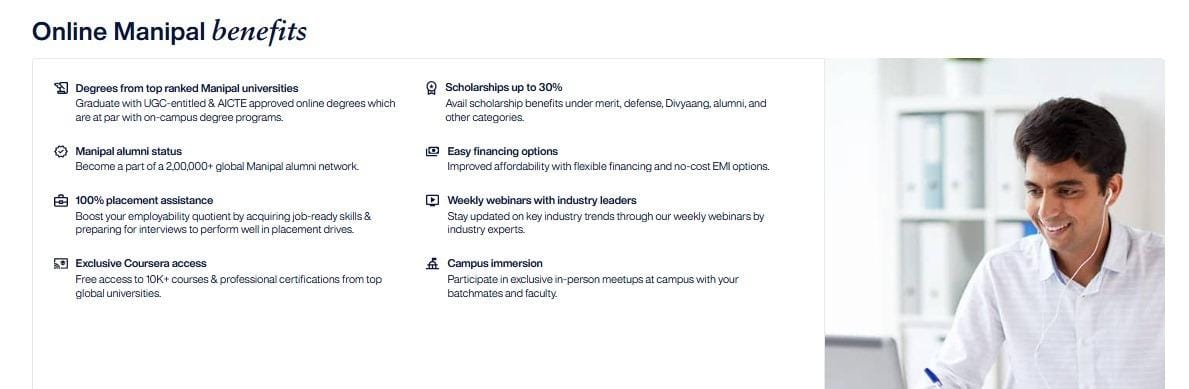 Online Manipal benefits
Degrees from top ranked Manipal universities
Graduate with UGC-entitled & AICTE approved online degrees which
are at par with on-campus degree programs.
Manipal alumni status
Become a part of a 2,00,000+ global Manipal alumni network.
100% placement assistance
Boost your employability quotient by acquiring job-ready skills &
preparing for interviews to perform well in placement drives.
Exclusive Coursera access
Free access to 10K+ courses & professional certifications from top
global universities.
Scholarships up to 30%
Avail scholarship benefits under merit, defense, Divyaang, alumni, and
other categories.
Easy financing options
Improved affordability with flexible financing and no-cost EMI options.
Weekly webinars with industry leaders
Stay updated on key industry trends through our weekly webinars by
industry experts.
Campus immersion
Participate in exclusive in-person meetups at campus with your
batchmates and faculty.